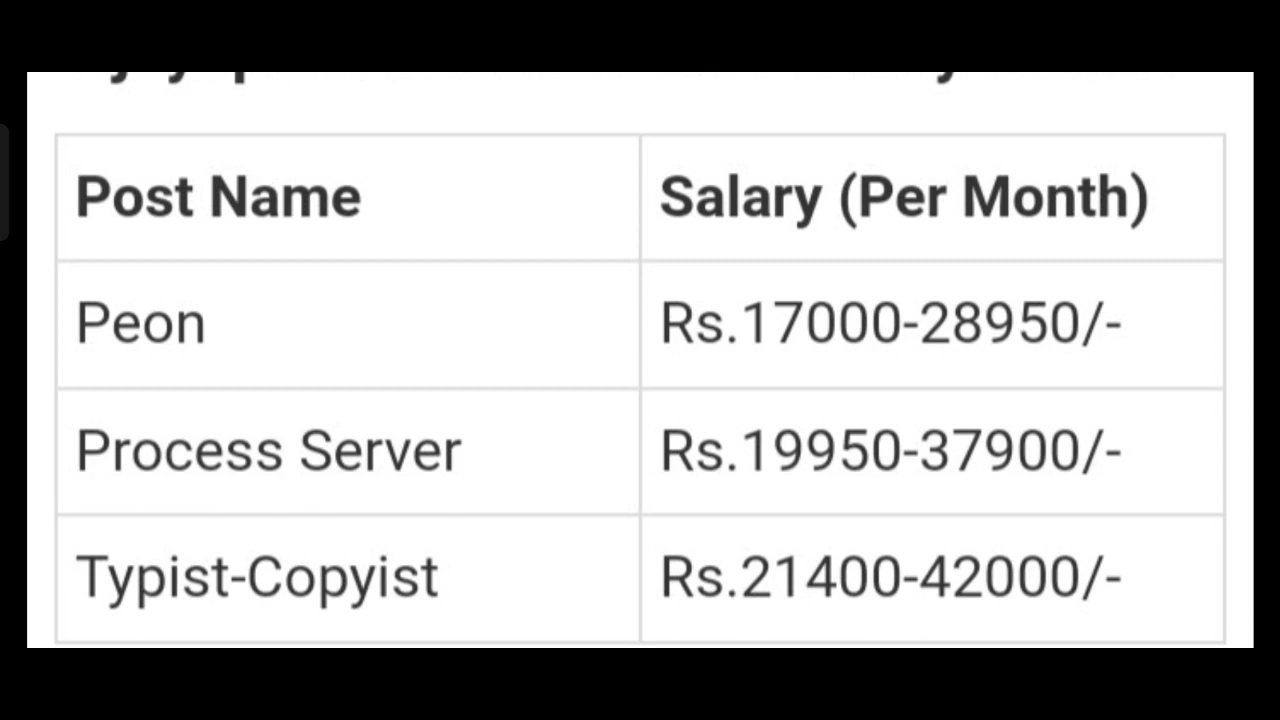 Post Name Salary (Per Month)
Peon Rs.17000-28950/-
Process Server Rs.19950-37900/-
Typist-Copyist Rs.21400-42000/-